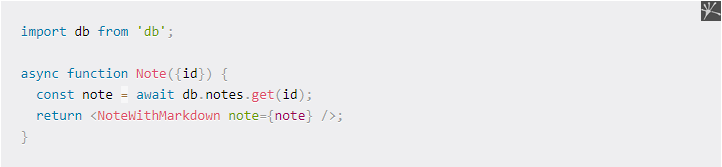 import db from 'db';
async function Note({id}) {
const note = await db.notes.get(id);
return <NoteWithMarkdown note={note} />;
}